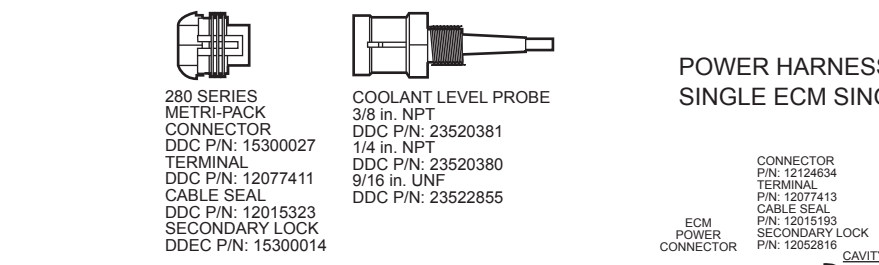 280 SERIES
METRI-PACK
CONNECTOR
DDC P/N: 15300027
TERMINAL
DDC P/N: 12077411
CABLE SEAL
DDC P/N: 12015323
SECONDARY LOCK
DDEC P/N: 15300014
COOLANT LEVEL PROBE
3/8 in. NPT
DDC P/N: 23520381
1/4 in. NPT
DDC P/N: 23520380
9/16 in. UNF
DDC P/N: 23522855
POWER HARNESS
SINGLE ECM SING
ECM
POWER
CONNECTOR
CONNECTOR
P/N: 12124634
TERMINAL
P/N: 12077413
CABLE SEAL
P/N: 12015193
SECONDARY LOCK
P/N: 12052816
CAVITY